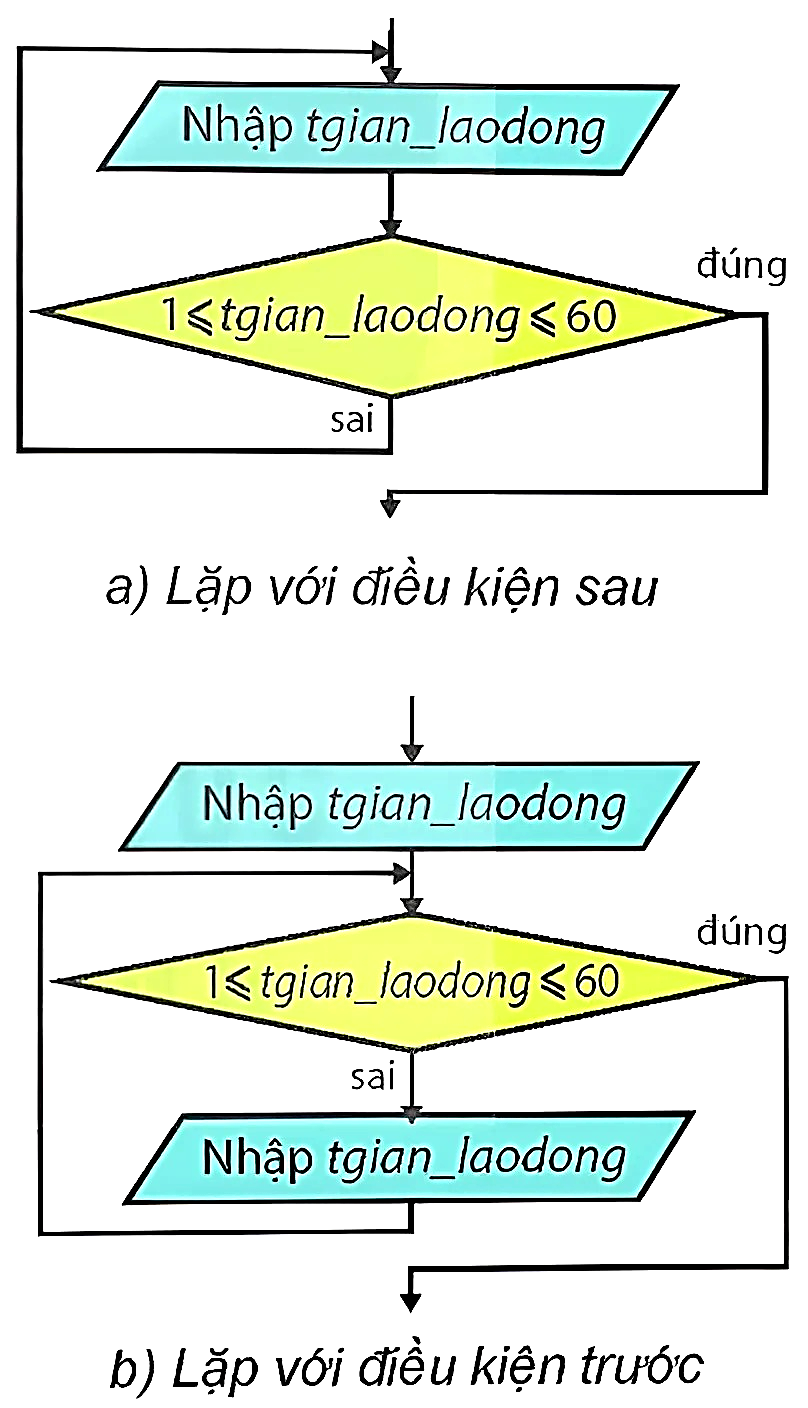 Nhập tgian_laodong
đúng
1⩽tgian_laodong⩽60
sai
a) Lặp với điều kiện sau
Nhập tgian_laodong
đúng
1⩽tgian_laodong⩽60
sai
Nhập tgian_laodong
b) Lặp với điều kiện trước